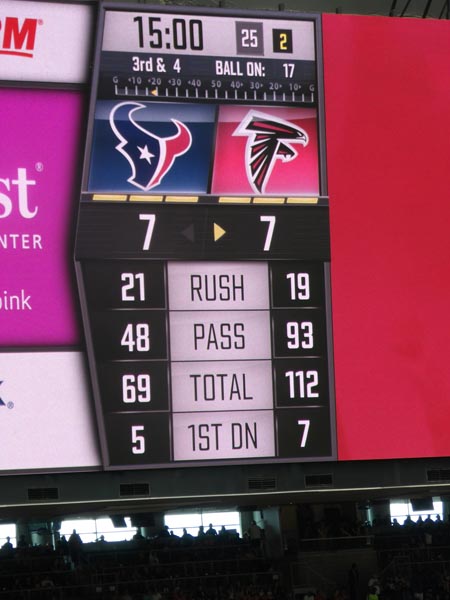 RM
15:00 25 2
3rd & 4 BALL ON: 17
G 10 20 30 40 50 40 30 20 10 G
7 7
st®
ENTER
pink
21 RUSH 19
48 PASS 93
69 TOTAL 112
5 1ST DN 7